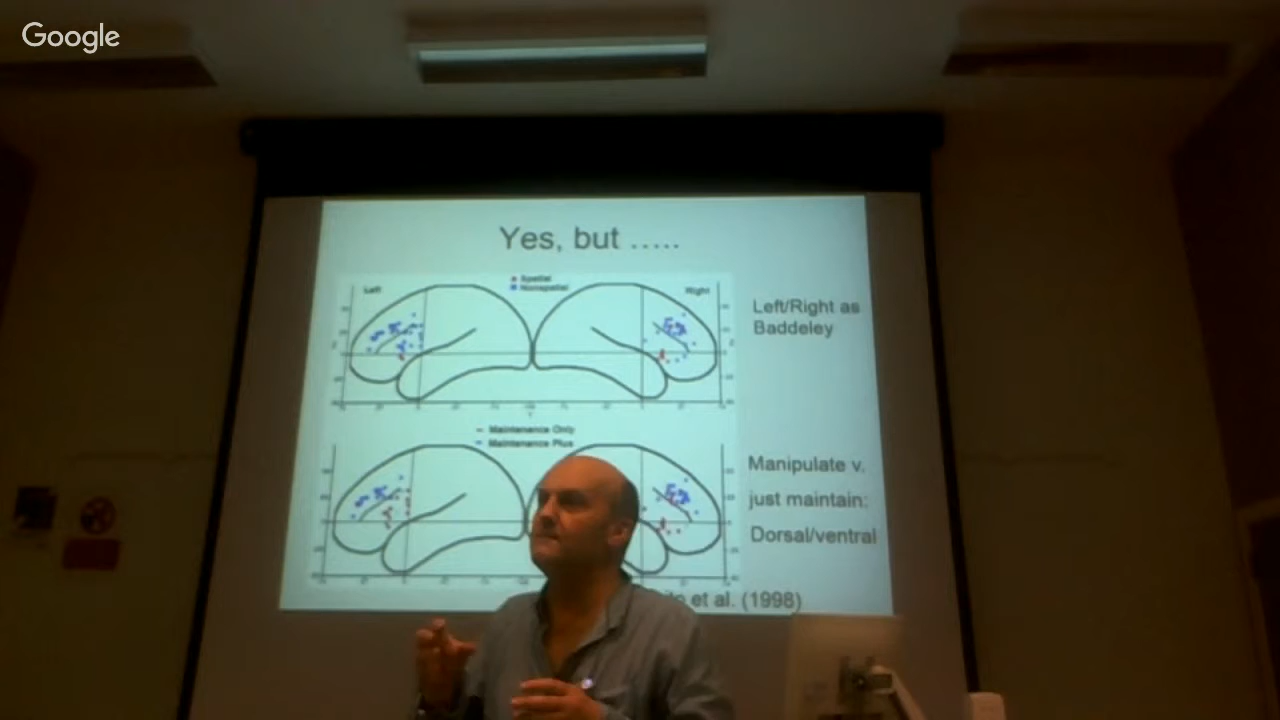 Google
Yes, but .....
Spatial
Nonspatial
Left
Right
Left/Right as
Baddeley
Maintenance Only
Maintenance Plus
Manipulate v.
just maintain:
Dorsal/ventral
et al. (1998)